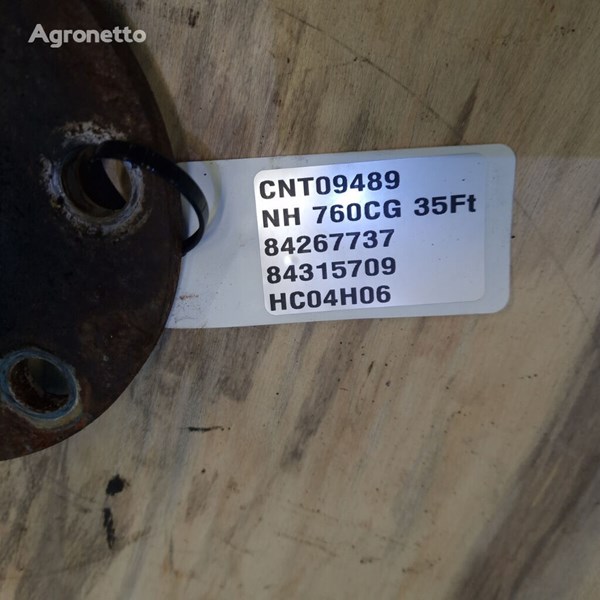 Agronetto
CNT09489
NH 760CG 35Ft
84267737
84315709
HC04H06